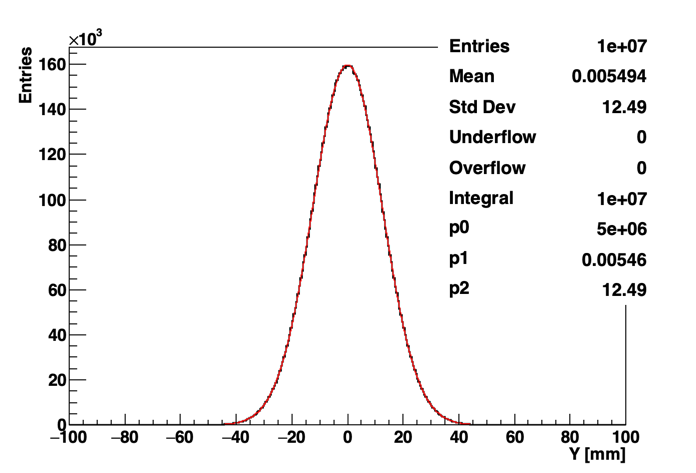 ×10³
Entries
160
140
120
100
80
60
40
20
0
Entries 1e+07
Mean 0.005494
Std Dev 12.49
Underflow 0
Overflow 0
Integral 1e+07
p0 5e+06
p1 0.00546
p2 12.49
−100 −80 −60 −40 −20 0 20 40 60 80 100
Y [mm]